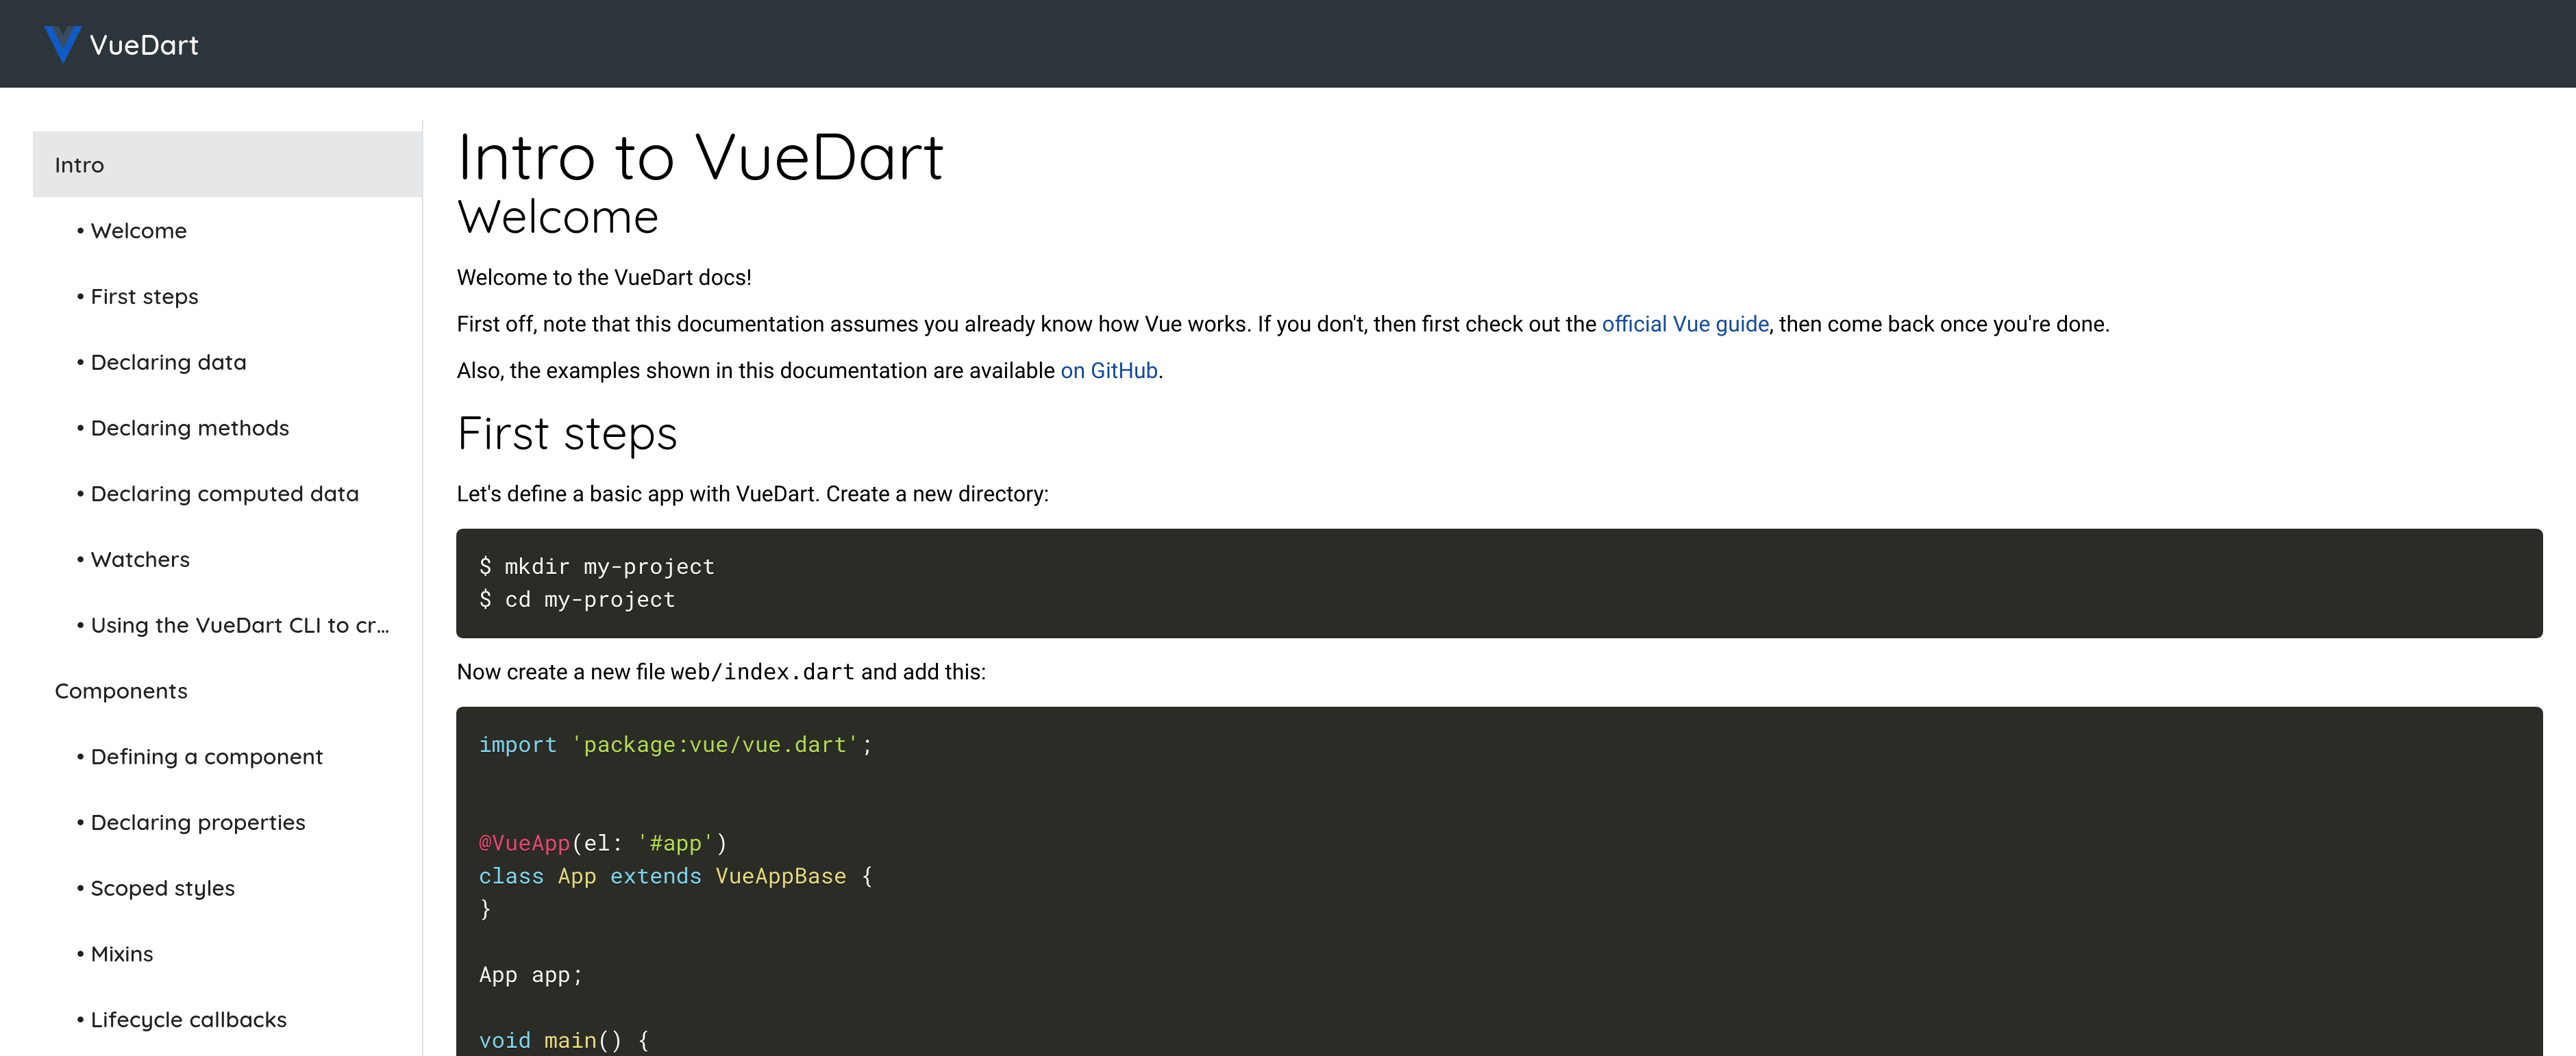 VueDart
Intro
• Welcome
• First steps
• Declaring data
• Declaring methods
• Declaring computed data
• Watchers
• Using the VueDart CLI to cr...
Components
• Defining a component
• Declaring properties
• Scoped styles
• Mixins
• Lifecycle callbacks
Intro to VueDart
Welcome
Welcome to the VueDart docs!
First off, note that this documentation assumes you already know how Vue works. If you don't, then first check out the official Vue guide, then come back once you're done.
Also, the examples shown in this documentation are available on GitHub.
First steps
Let's define a basic app with VueDart. Create a new directory:
$ mkdir my-project
$ cd my-project
Now create a new file web/index.dart and add this:
import 'package:vue/vue.dart';
@VueApp(el: '#app')
class App extends VueAppBase {
}
App app;
void main() {